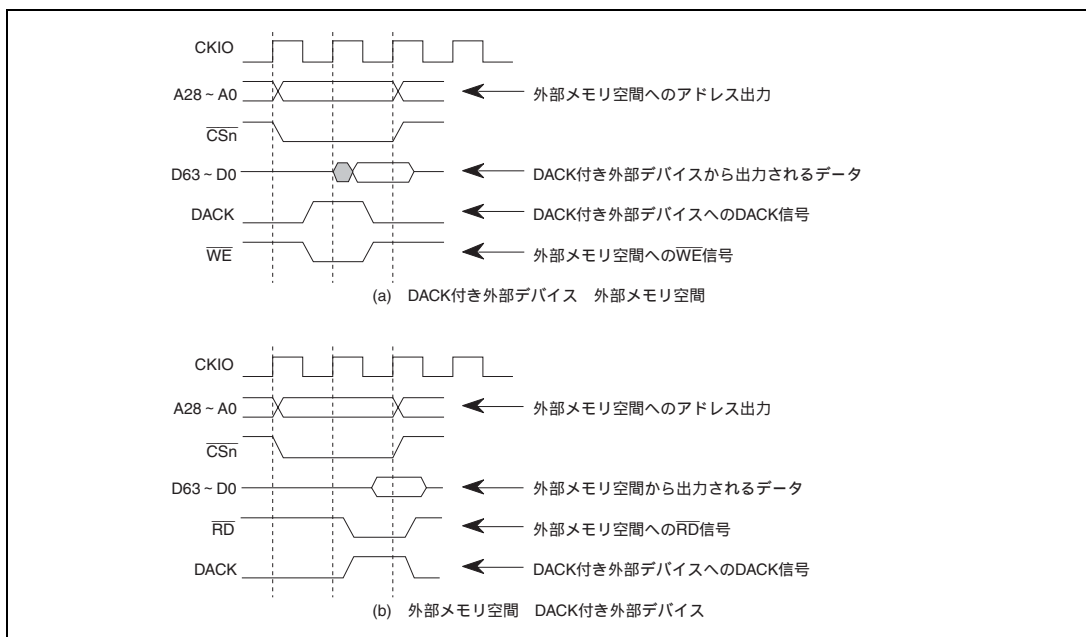 CKIO
A28～A0 外部メモリ空間へのアドレス出力
CSn
D63～D0 DACK付き外部デバイスから出力されるデータ
DACK DACK付き外部デバイスへのDACK信号
WE 外部メモリ空間へのWE信号
(a) DACK付き外部デバイス 外部メモリ空間
CKIO
A28～A0 外部メモリ空間へのアドレス出力
CSn
D63～D0 外部メモリ空間から出力されるデータ
RD 外部メモリ空間へのRD信号
DACK DACK付き外部デバイスへのDACK信号
(b) 外部メモリ空間 DACK付き外部デバイス